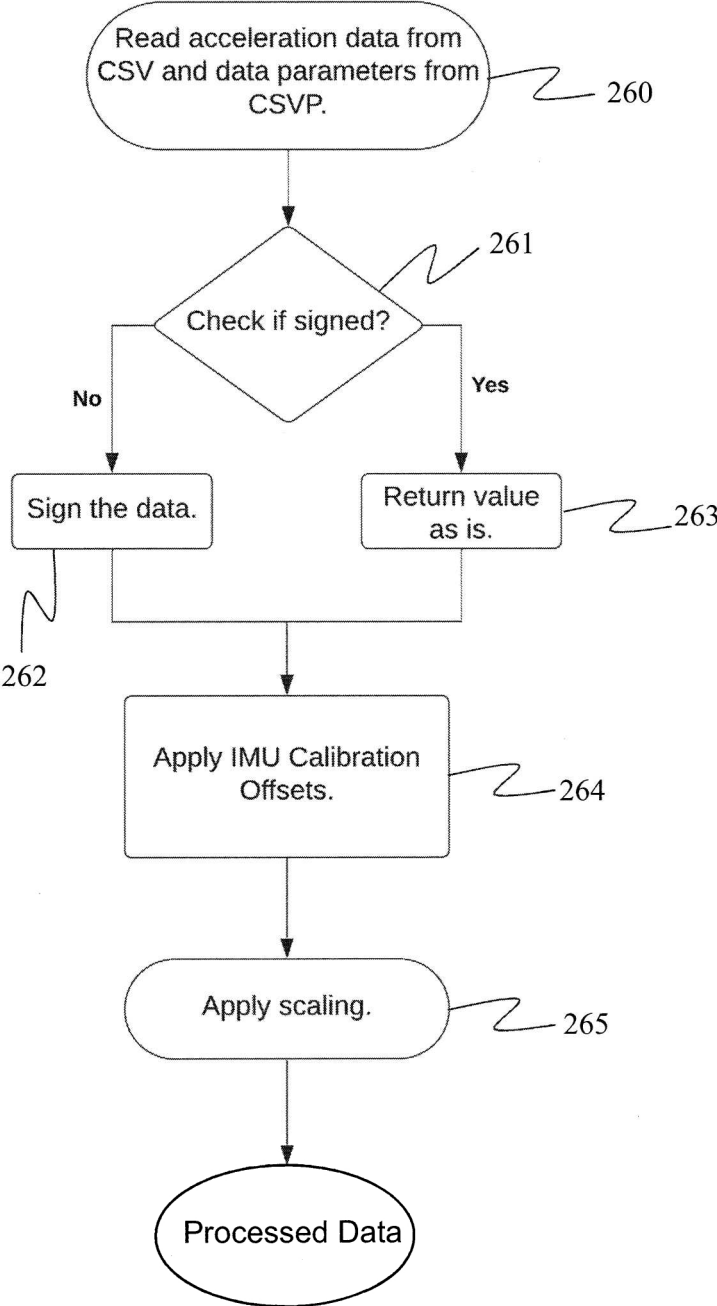 Read acceleration data from
CSV and data parameters from
CSVP.
260
261
Check if signed?
No
Yes
Sign the data.
Return value
as is.
263
262
Apply IMU Calibration
Offsets.
264
Apply scaling.
265
Processed Data